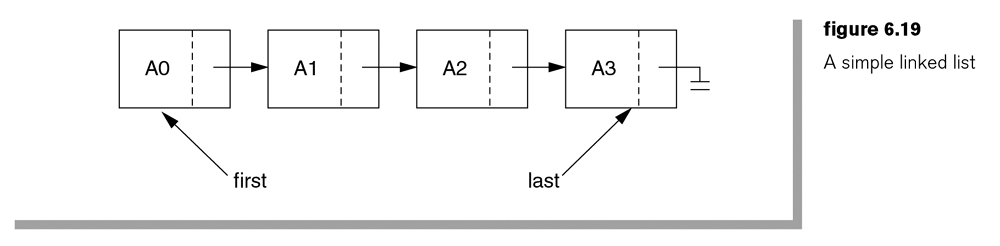 A0 A1 A2 A3
first last
figure 6.19
A simple linked list